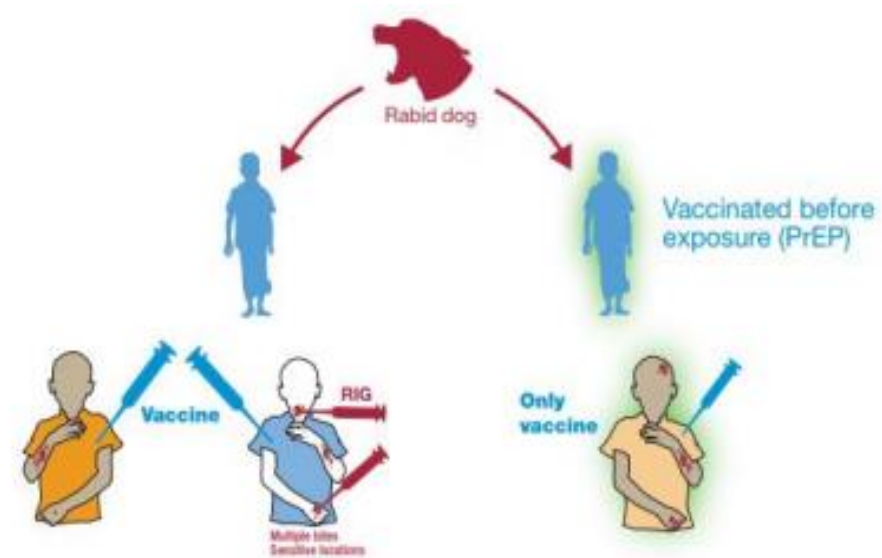 Rabid dog
Vaccinated before
exposure (PrEP)
Vaccine
RIG
Only
vaccine
Multiple bites
Sensitive locations